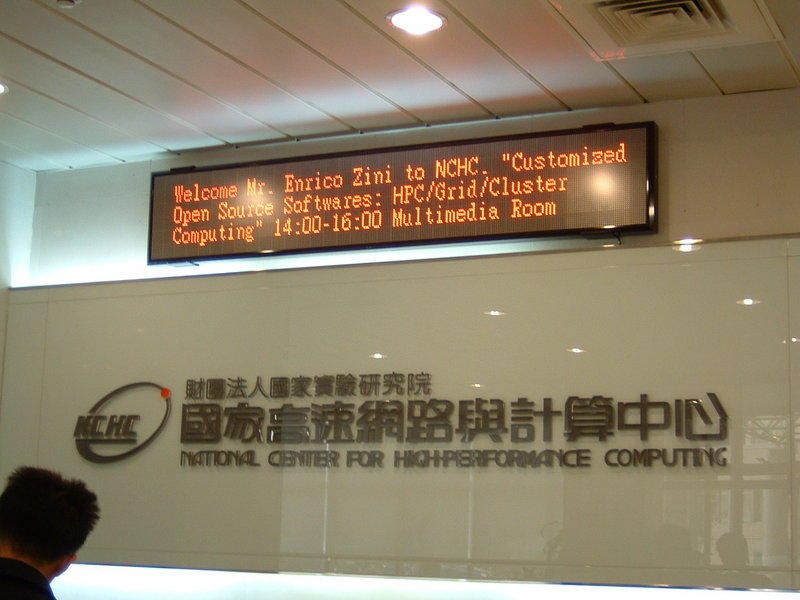 Welcome Mr. Enrico Zini to NCHC. "Customized
Open Source Softwares: HPC/Grid/Cluster
Computing" 14:00-16:00 Multimedia Room
財團法人國家實驗研究院
NCHC
國家高速網路與計算中心
NATIONAL CENTER FOR HIGH-PERFORMANCE COMPUTING